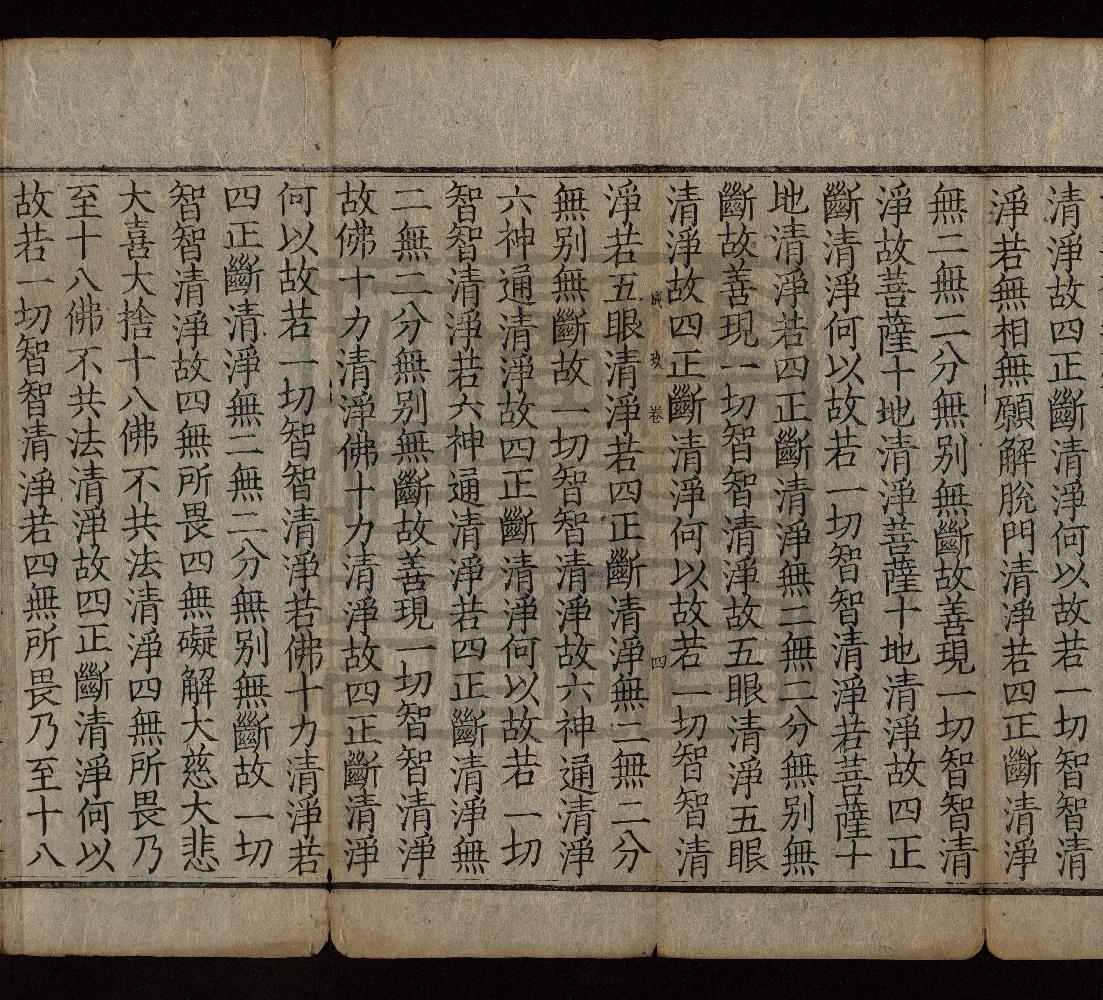 清淨故四正斷清淨何以故若一切智智清
淨若無相無願解脫門清淨若四正斷清淨
無二無二分無别無斷故善現一切智智清
淨故菩薩十地清淨菩薩十地清淨故四正
斷清淨何以故若一切智智清淨若菩薩十
地清淨若四正斷清淨無二無二分無别無
斷故善現一切智智清淨故五眼清淨五眼
清淨故四正斷清淨何以故若一切智智清
玖卷 四
淨若五眼清淨若四正斷清淨無二無二分
無别無斷故一切智智清淨故六神通清淨
六神通清淨故四正斷清淨何以故若一切
智智清淨若六神通清淨若四正斷清淨無
二無二分無别無斷故善現一切智智清淨
故佛十力清淨佛十力清淨故四正斷清淨
何以故若一切智智清淨若佛十力清淨若
四正斷清淨無二無二分無别無斷故一切
智智清淨故四無所畏四無礙解大慈大悲
大喜大捨十八佛不共法清淨四無所畏乃
至十八佛不共法清淨故四正斷清淨何以
故若一切智智清淨若四無所畏乃至十八